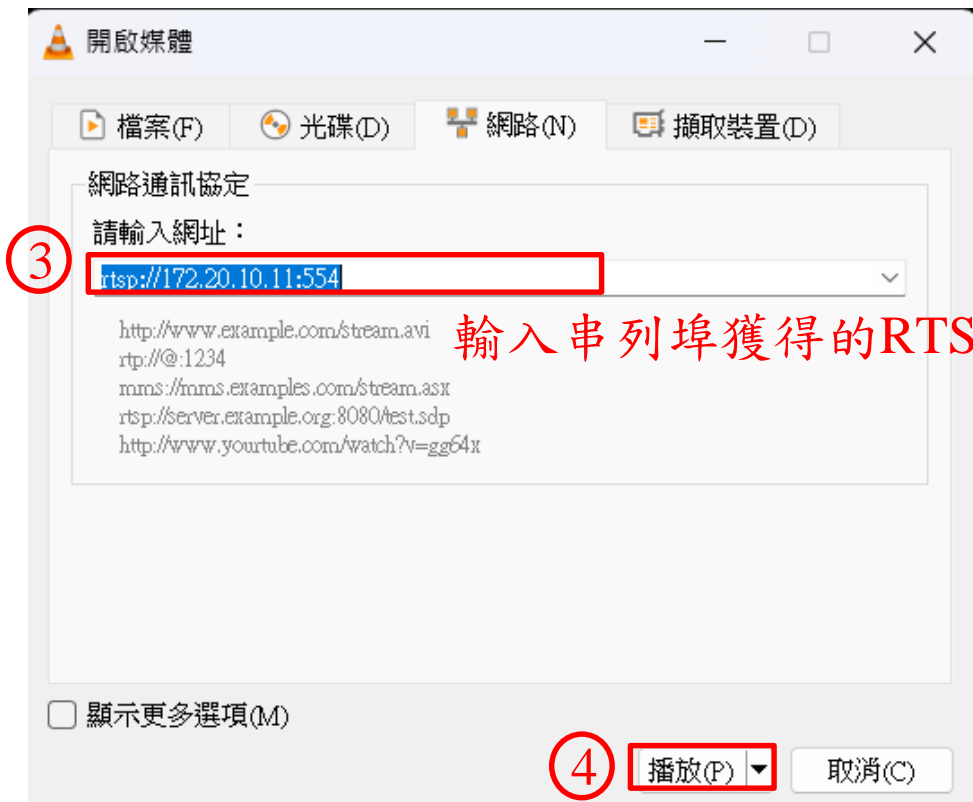 開啟媒體
檔案(F) 光碟(D) 網路(N) 擷取裝置(D)
網路通訊協定
請輸入網址：
③
rtsp://172.20.10.11:554
輸入串列埠獲得的RTS
http://www.example.com/stream.avi
rtp://@:1234
mms://mms.examples.com/stream.asx
rtsp://server.example.org:8080/test.sdp
http://www.yourtube.com/watch?v=gg64x
顯示更多選項(M)
④ 播放(P) 取消(C)